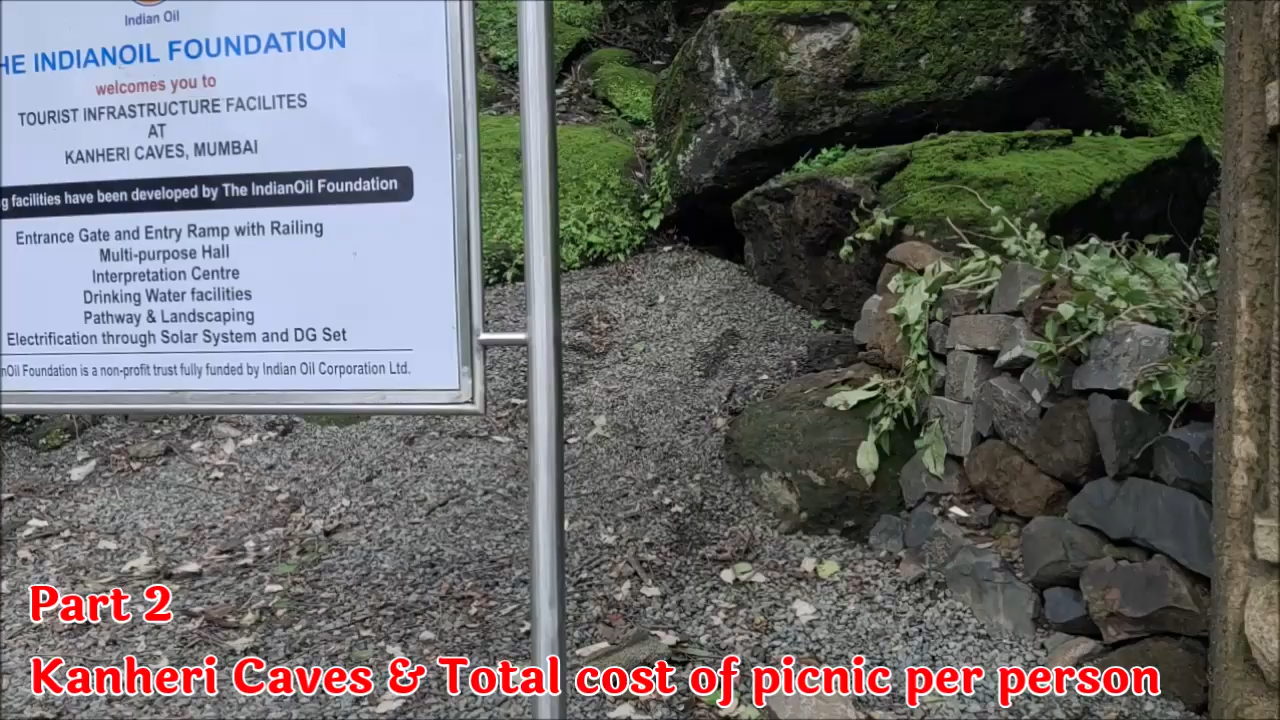 Indian Oil
HE INDIANOIL FOUNDATION
welcomes you to
TOURIST INFRASTRUCTURE FACILITES
AT
KANHERI CAVES, MUMBAI
g facilities have been developed by The IndianOil Foundation
Entrance Gate and Entry Ramp with Railing
Multi-purpose Hall
Interpretation Centre
Drinking Water facilities
Pathway & Landscaping
Electrification through Solar System and DG Set
nOil Foundation is a non-profit trust fully funded by Indian Oil Corporation Ltd.
Part 2
Kanheri Caves & Total cost of picnic per person